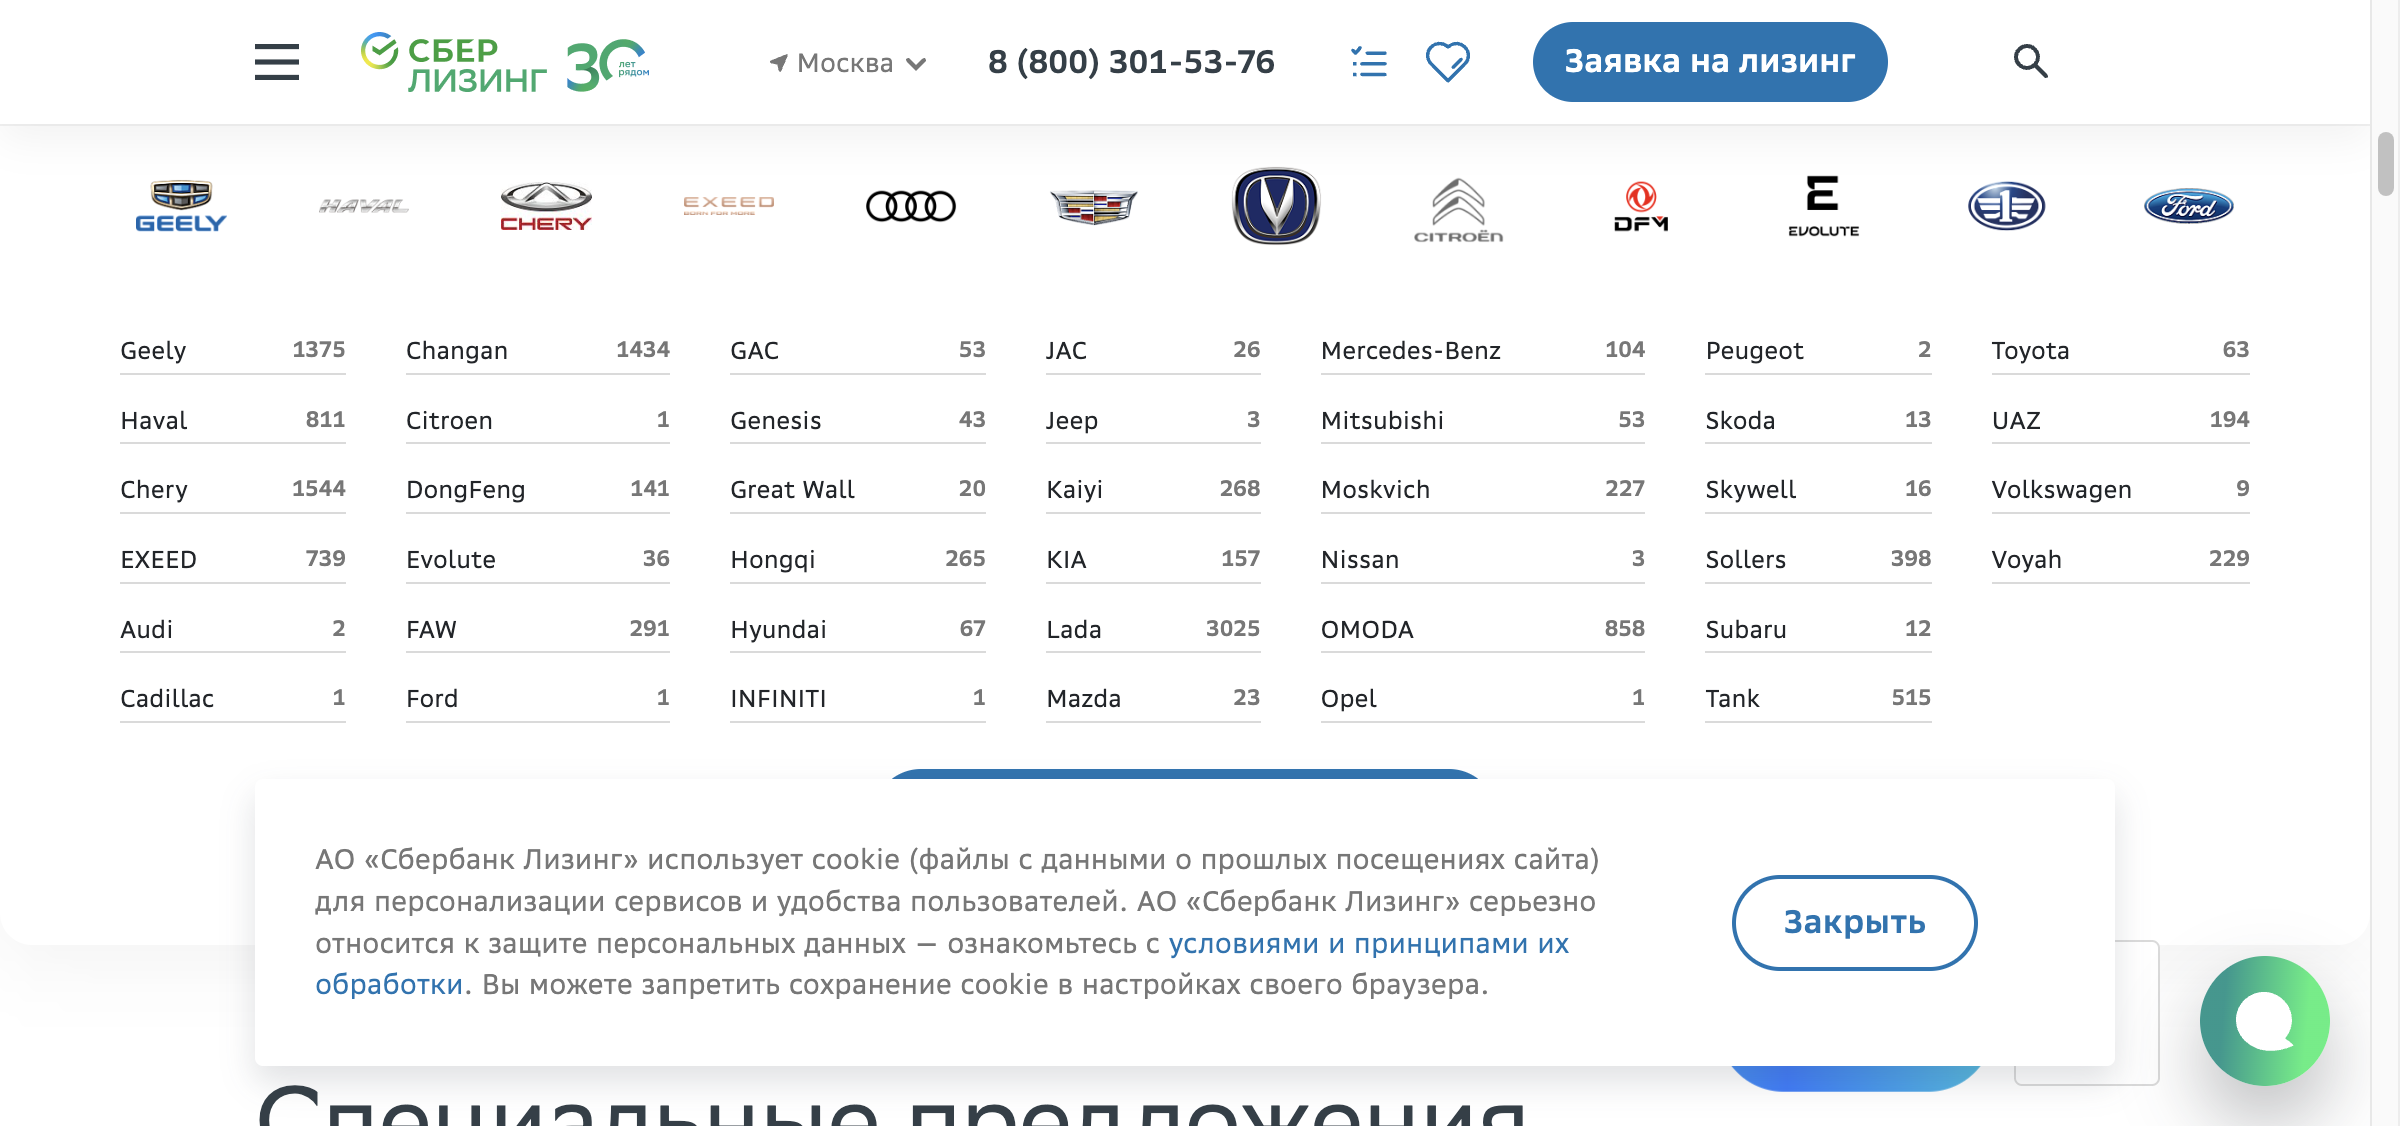 СБЕР
ЛИЗИНГ
30 лет рядом
Москва
8 (800) 301-53-76
Заявка на лизинг
GEELY
HAVAL
CHERY
EXEED
BORN FOR MORE
CITROËN
DFM
EVOLUTE
Ford
Geely 1375
Haval 811
Chery 1544
EXEED 739
Audi 2
Cadillac 1
Changan 1434
Citroen 1
DongFeng 141
Evolute 36
FAW 291
Ford 1
GAC 53
Genesis 43
Great Wall 20
Hongqi 265
Hyundai 67
INFINITI 1
JAC 26
Jeep 3
Kaiyi 268
KIA 157
Lada 3025
Mazda 23
Mercedes-Benz 104
Mitsubishi 53
Moskvich 227
Nissan 3
OMODA 858
Opel 1
Peugeot 2
Skoda 13
Skywell 16
Sollers 398
Subaru 12
Tank 515
Toyota 63
UAZ 194
Volkswagen 9
Voyah 229
АО «Сбербанк Лизинг» использует cookie (файлы с данными о прошлых посещениях сайта)
для персонализации сервисов и удобства пользователей. АО «Сбербанк Лизинг» серьезно
относится к защите персональных данных — ознакомьтесь с условиями и принципами их
обработки. Вы можете запретить сохранение cookie в настройках своего браузера.
Закрыть
Специальные предложения